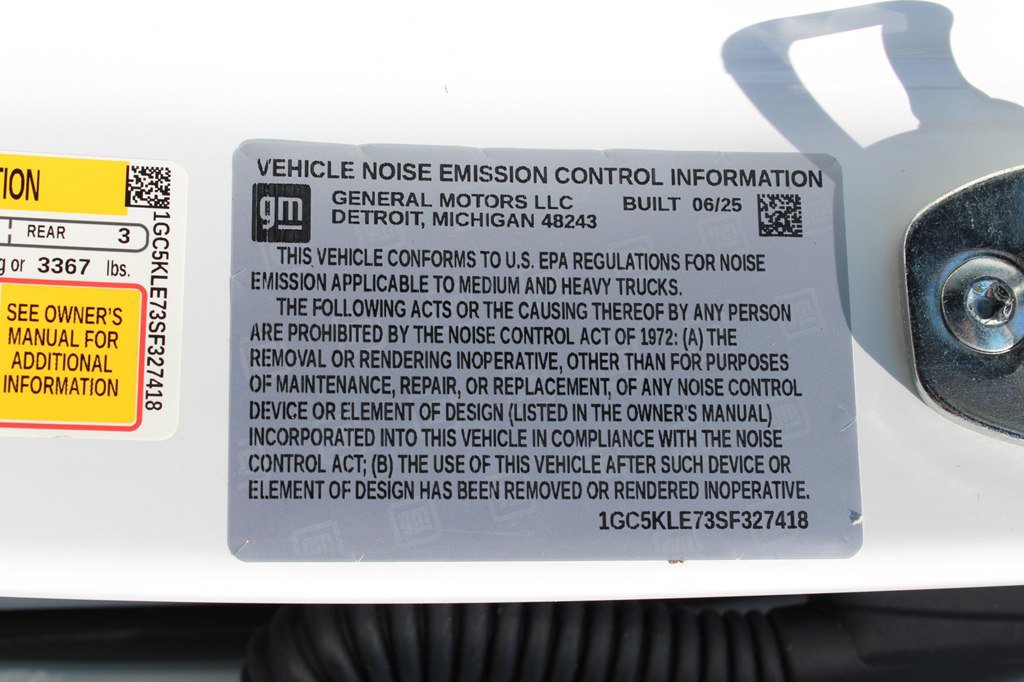 TION
REAR 3
g or 3367 lbs.
SEE OWNER'S
MANUAL FOR
ADDITIONAL
INFORMATION
1GC5KLE73SF327418
VEHICLE NOISE EMISSION CONTROL INFORMATION
gm
GENERAL MOTORS LLC BUILT 06/25
DETROIT, MICHIGAN 48243
THIS VEHICLE CONFORMS TO U.S. EPA REGULATIONS FOR NOISE
EMISSION APPLICABLE TO MEDIUM AND HEAVY TRUCKS.
THE FOLLOWING ACTS OR THE CAUSING THEREOF BY ANY PERSON
ARE PROHIBITED BY THE NOISE CONTROL ACT OF 1972: (A) THE
REMOVAL OR RENDERING INOPERATIVE, OTHER THAN FOR PURPOSES
OF MAINTENANCE, REPAIR, OR REPLACEMENT, OF ANY NOISE CONTROL
DEVICE OR ELEMENT OF DESIGN (LISTED IN THE OWNER'S MANUAL)
INCORPORATED INTO THIS VEHICLE IN COMPLIANCE WITH THE NOISE
CONTROL ACT; (B) THE USE OF THIS VEHICLE AFTER SUCH DEVICE OR
ELEMENT OF DESIGN HAS BEEN REMOVED OR RENDERED INOPERATIVE.
1GC5KLE73SF327418